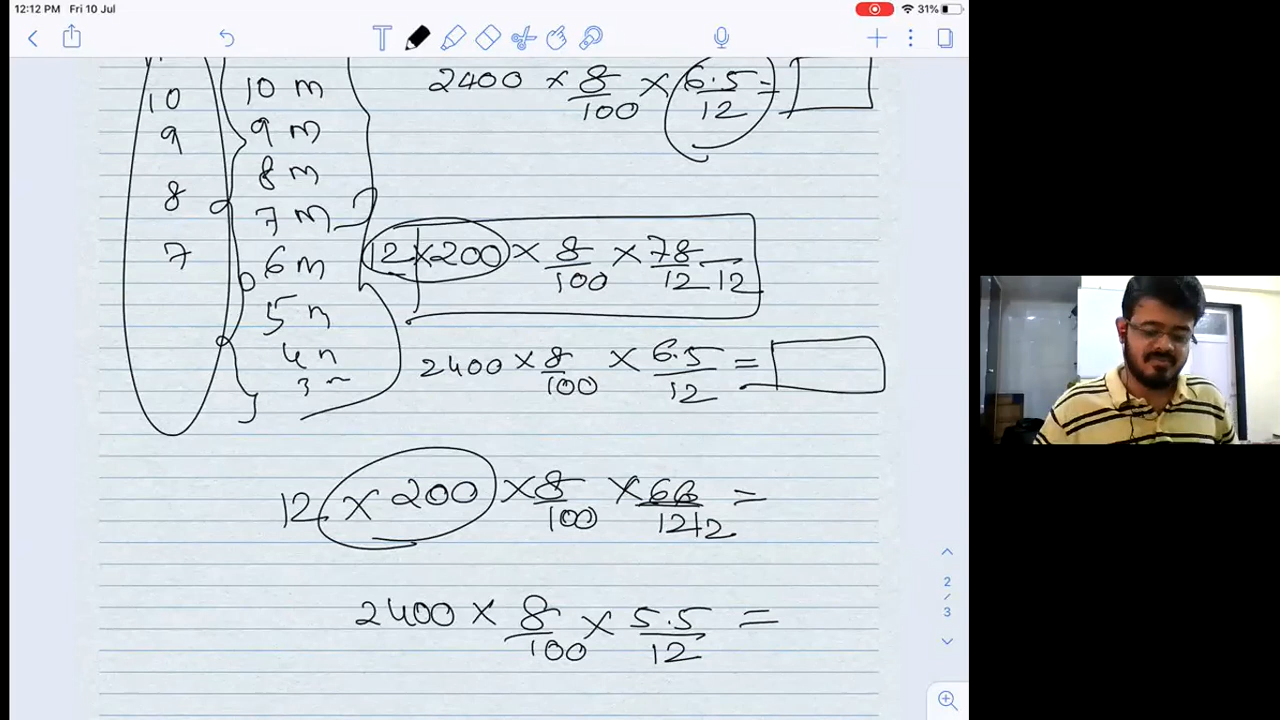 12:12 PM Fri 10 Jul
31%
T
10
9
8
7
10 m
9 m
8 m
7 m
6 m
5 m
4 m
3 m
2400 × 8/100 × 6.5/12 =
12 × 200 × 8/100 × 78/12 12
2400 × 8/100 × 6.5/12 =
12 × 200 × 8/100 × 66/12 12 =
2400 × 8/100 × 5.5/12 =
2
/
3